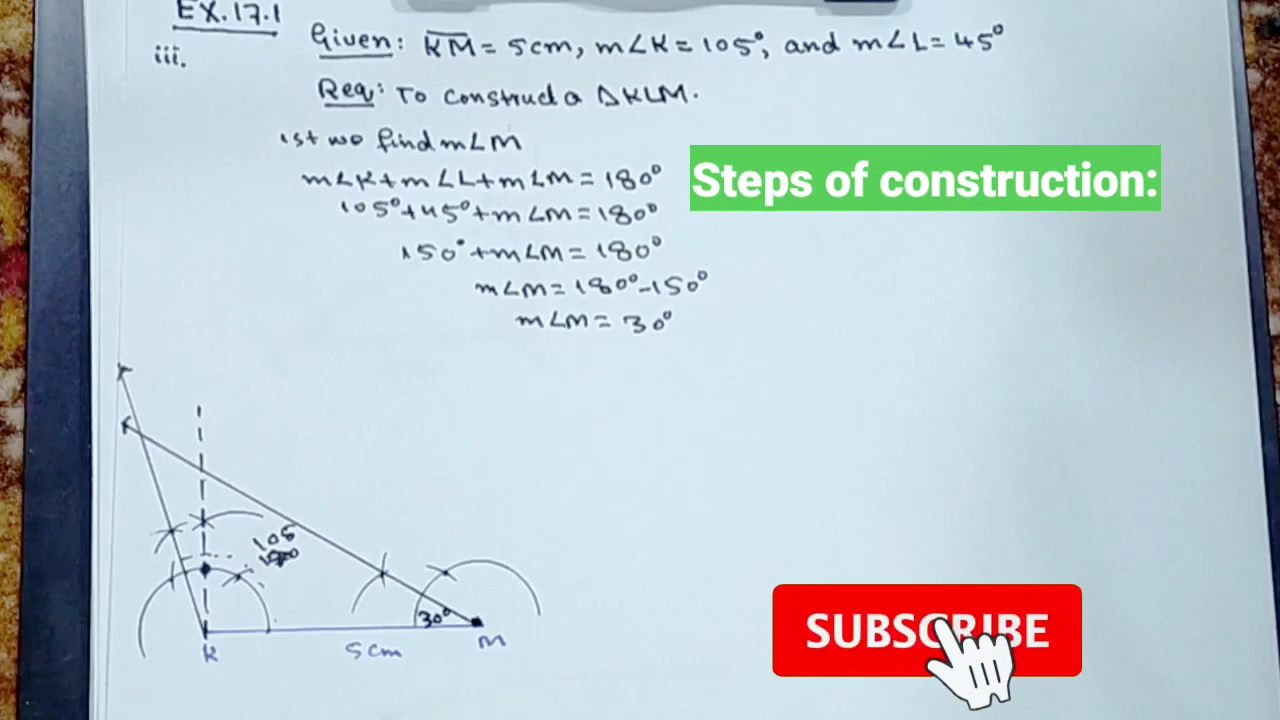 EX.17.1
iii.
Given: KM = 5cm, m∠K = 105°, and m∠L = 45°
Req: To construct a ΔKLM.
1st we find m∠M
m∠K + m∠L + m∠M = 180°
105° + 45° + m∠M = 180°
150° + m∠M = 180°
m∠M = 180° - 150°
m∠M = 30°
Steps of construction:
105
30°
K
5cm
M
SUBSCRIBE